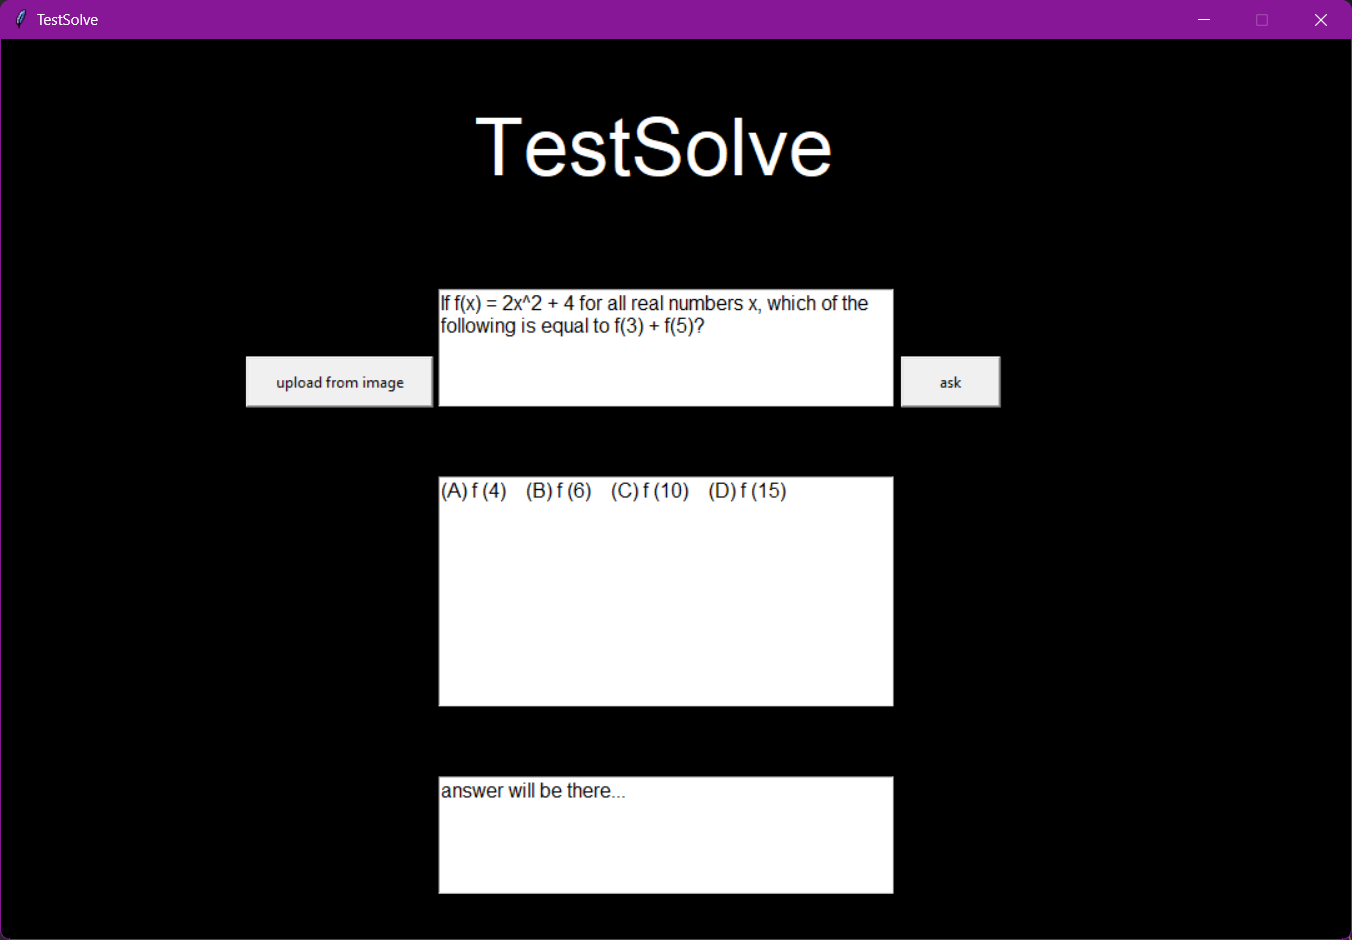 TestSolve
TestSolve
If f(x) = 2x^2 + 4 for all real numbers x, which of the
following is equal to f(3) + f(5)?
upload from image
ask
(A) f (4) (B) f (6) (C) f (10) (D) f (15)
answer will be there...